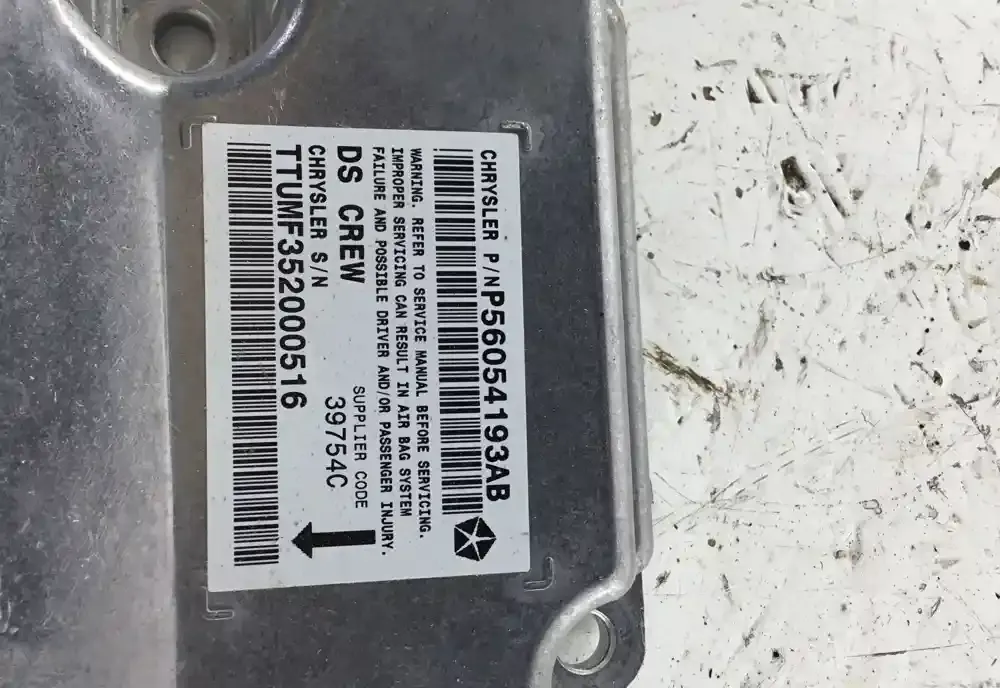 CHRYSLER P/N P56054193AB
WARNING. REFER TO SERVICE MANUAL BEFORE SERVICING.
IMPROPER SERVICING CAN RESULT IN AIR BAG SYSTEM
FAILURE AND POSSIBLE DRIVER AND/OR PASSENGER INJURY.
DS CREW
SUPPLIER CODE
39754C
CHRYSLER S/N
TTUMF352000516